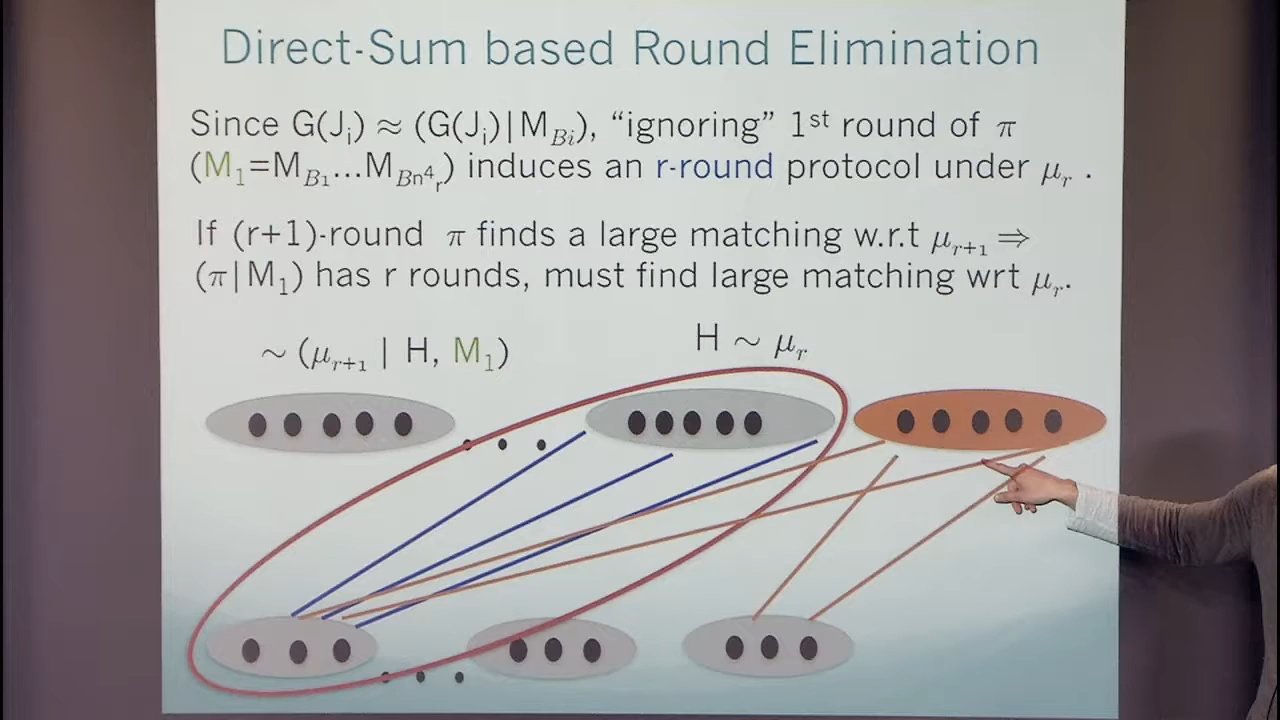 Direct-Sum based Round Elimination
Since G(Jᵢ) ≈ (G(Jᵢ)|M_Bi), “ignoring” 1st round of π
(M₁=M_B₁...M_Bn⁴ᵣ) induces an r-round protocol under μᵣ .
If (r+1)-round π finds a large matching w.r.t μᵣ₊₁ ⇒
(π|M₁) has r rounds, must find large matching wrt μᵣ.
H ~ μᵣ
~ (μᵣ₊₁ | H, M₁)